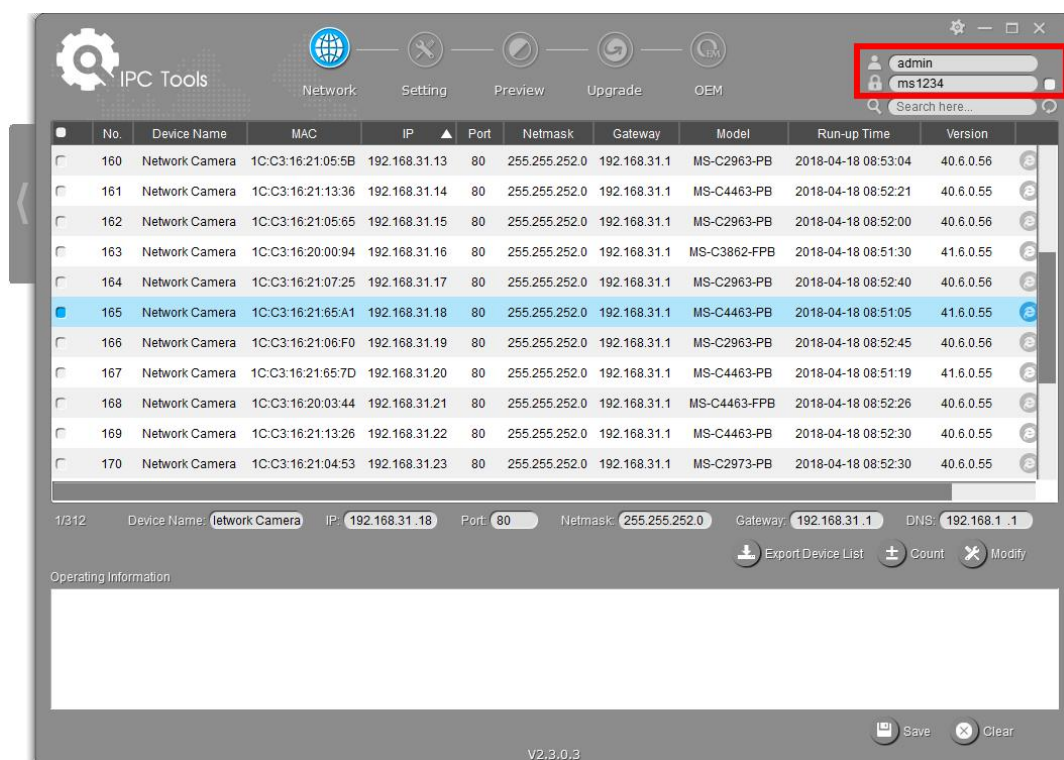 IPC Tools
Network Setting Preview Upgrade OEM
admin
ms1234
Search here...
No. Device Name MAC IP Port Netmask Gateway Model Run-up Time Version
160 Network Camera 1C:C3:16:21:05:5B 192.168.31.13 80 255.255.252.0 192.168.31.1 MS-C2963-PB 2018-04-18 08:53:04 40.6.0.56
161 Network Camera 1C:C3:16:21:13:36 192.168.31.14 80 255.255.252.0 192.168.31.1 MS-C4463-PB 2018-04-18 08:52:21 40.6.0.55
162 Network Camera 1C:C3:16:21:05:65 192.168.31.15 80 255.255.252.0 192.168.31.1 MS-C2963-PB 2018-04-18 08:52:00 40.6.0.56
163 Network Camera 1C:C3:16:20:00:94 192.168.31.16 80 255.255.252.0 192.168.31.1 MS-C3862-FPB 2018-04-18 08:51:30 41.6.0.55
164 Network Camera 1C:C3:16:21:07:25 192.168.31.17 80 255.255.252.0 192.168.31.1 MS-C2963-PB 2018-04-18 08:52:40 40.6.0.56
165 Network Camera 1C:C3:16:21:65:A1 192.168.31.18 80 255.255.252.0 192.168.31.1 MS-C4463-PB 2018-04-18 08:51:05 41.6.0.55
166 Network Camera 1C:C3:16:21:06:F0 192.168.31.19 80 255.255.252.0 192.168.31.1 MS-C2963-PB 2018-04-18 08:52:45 40.6.0.56
167 Network Camera 1C:C3:16:21:65:7D 192.168.31.20 80 255.255.252.0 192.168.31.1 MS-C4463-PB 2018-04-18 08:51:19 41.6.0.55
168 Network Camera 1C:C3:16:20:03:44 192.168.31.21 80 255.255.252.0 192.168.31.1 MS-C4463-FPB 2018-04-18 08:52:26 40.6.0.55
169 Network Camera 1C:C3:16:21:13:26 192.168.31.22 80 255.255.252.0 192.168.31.1 MS-C4463-PB 2018-04-18 08:52:30 40.6.0.55
170 Network Camera 1C:C3:16:21:04:53 192.168.31.23 80 255.255.252.0 192.168.31.1 MS-C2973-PB 2018-04-18 08:52:30 40.6.0.55
1/312 Device Name: letwork Camera IP: 192.168.31.18 Port: 80 Netmask: 255.255.252.0 Gateway: 192.168.31.1 DNS: 192.168.1 .1
Export Device List Count Modify
Operating Information
Save Clear
V2.3.0.3